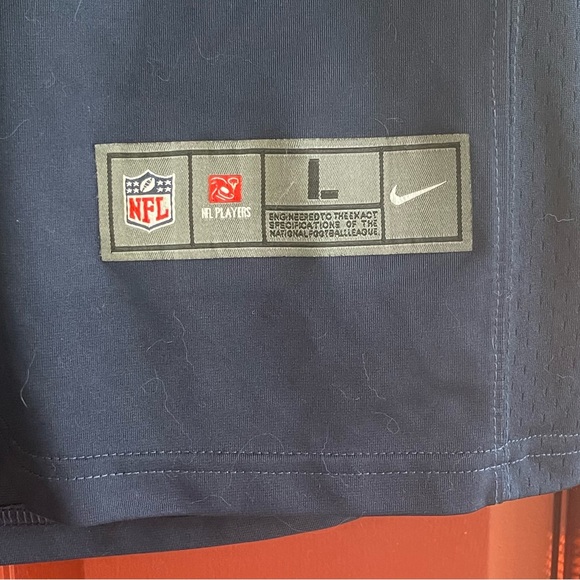 NFL
NFL PLAYERS
L
ENGINEERED TO THE EXACT
SPECIFICATIONS OF THE
NATIONAL FOOTBALL LEAGUE.